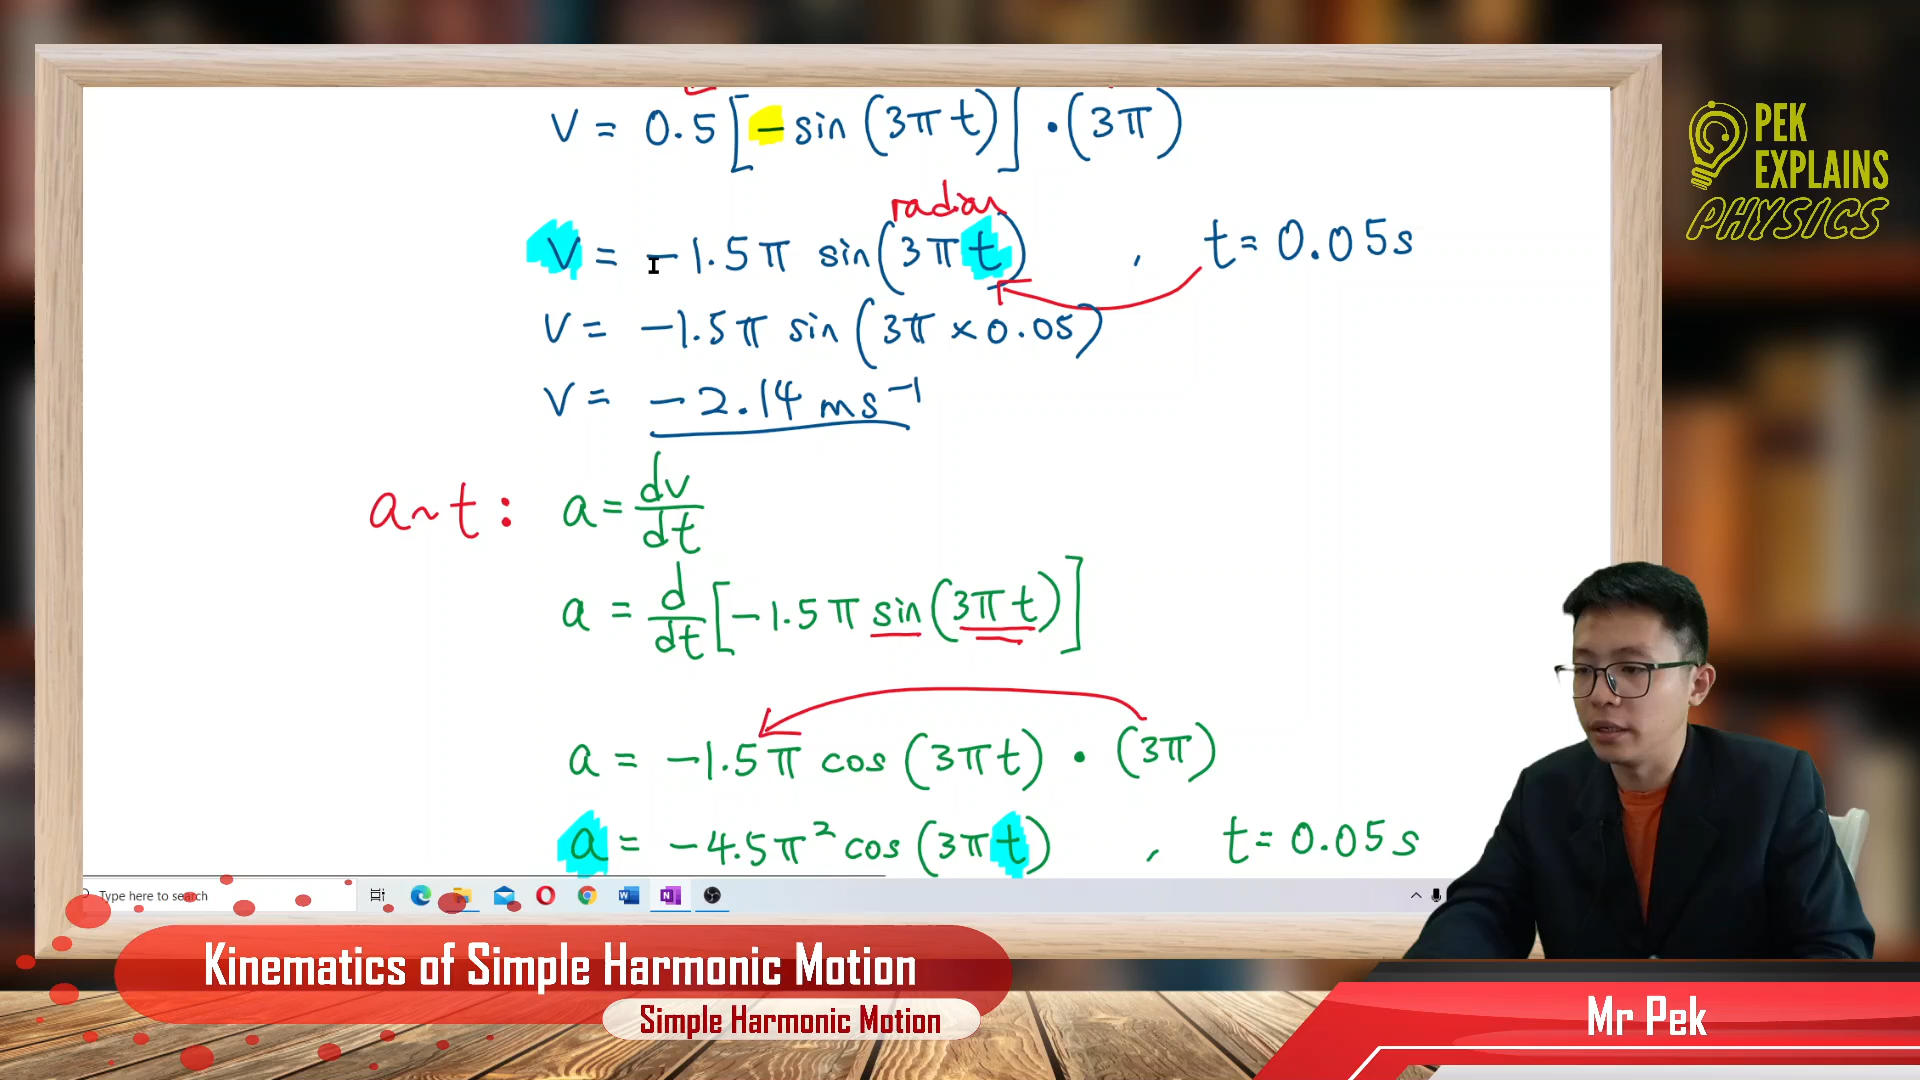 V = 0.5 [-sin (3π t)] • (3π)
radian
V = -1.5 π sin (3π t) , t = 0.05s
V = -1.5 π sin (3π × 0.05)
V = -2.14 ms⁻¹
a~t : a = dv/dt
a = d/dt [-1.5 π sin (3π t)]
a = -1.5 π cos (3π t) • (3π)
a = -4.5 π² cos (3π t) , t = 0.05s
Type here to search
PEK
EXPLAINS
PHYSICS
Kinematics of Simple Harmonic Motion
Simple Harmonic Motion
Mr Pek